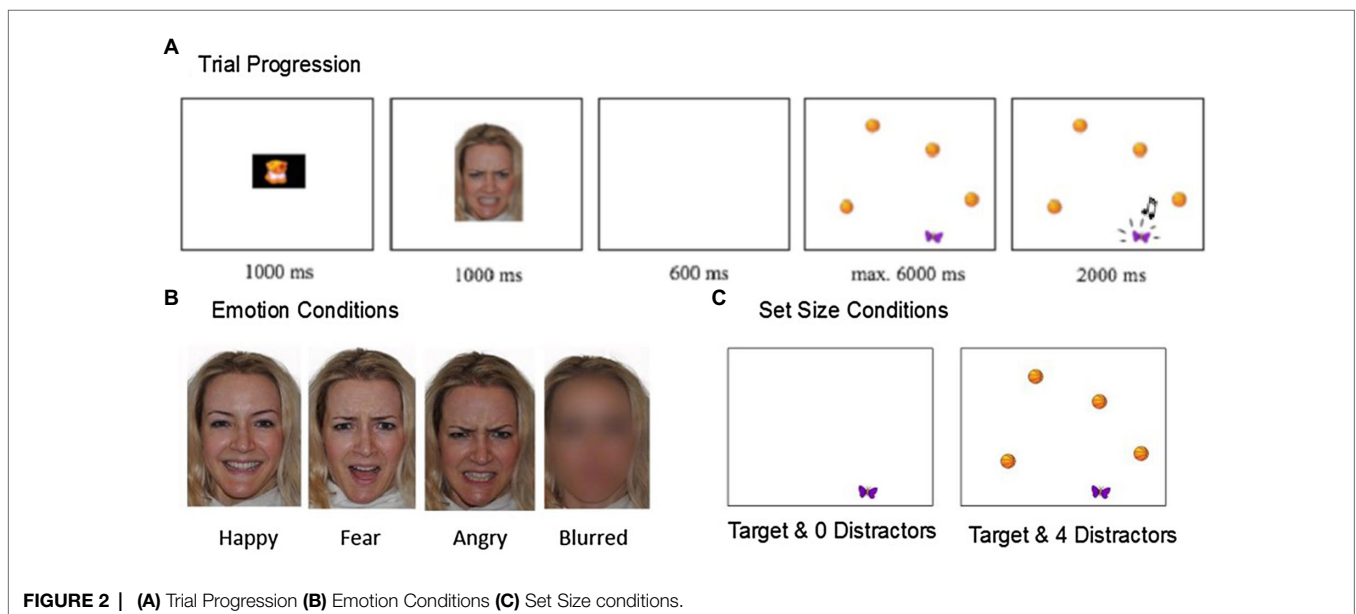 A
Trial Progression
1000 ms
1000 ms
600 ms
max. 6000 ms
2000 ms
B
Emotion Conditions
Happy
Fear
Angry
Blurred
C
Set Size Conditions
Target & 0 Distractors
Target & 4 Distractors
FIGURE 2 | (A) Trial Progression (B) Emotion Conditions (C) Set Size conditions.